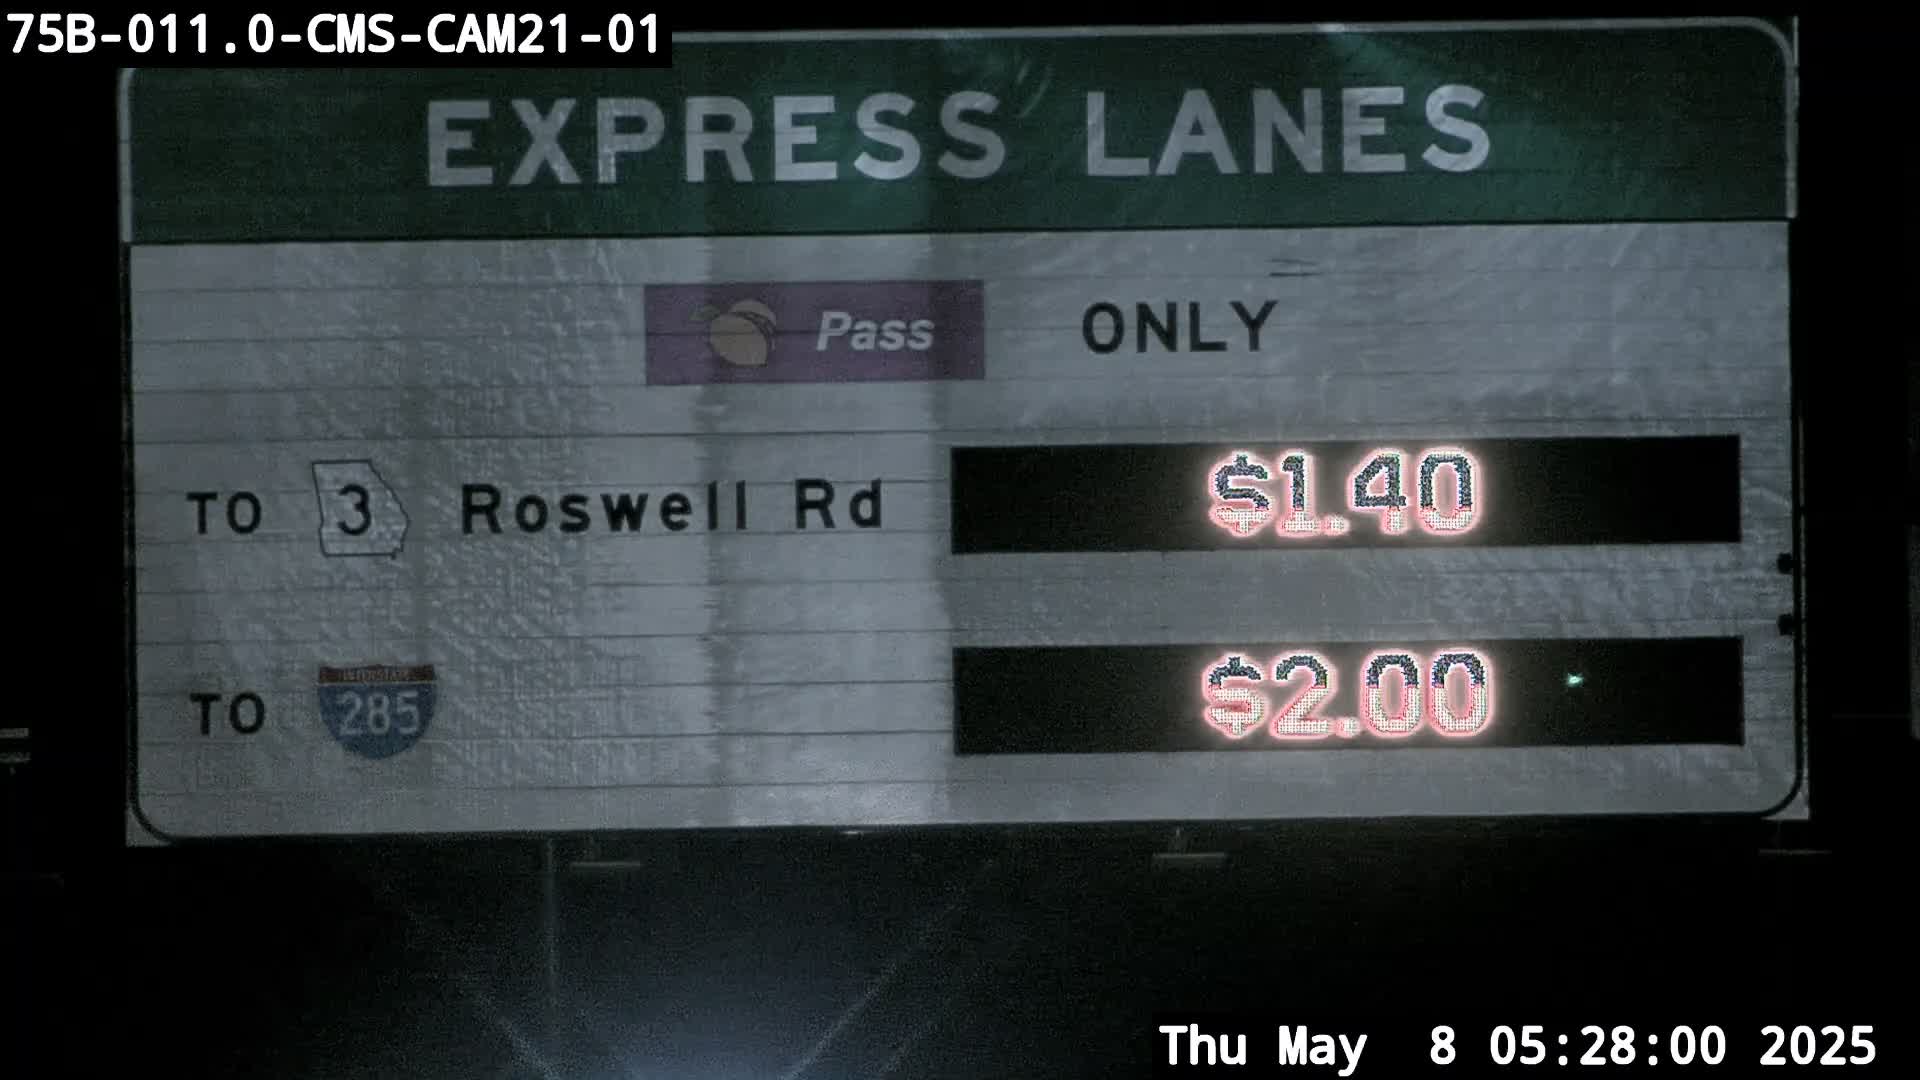 75B-011.0-CMS-CAM21-01
EXPRESS LANES
Pass ONLY
TO 3 Roswell Rd $1.40
INTERSTATE
TO 285 $2.00
Thu May 8 05:28:00 2025